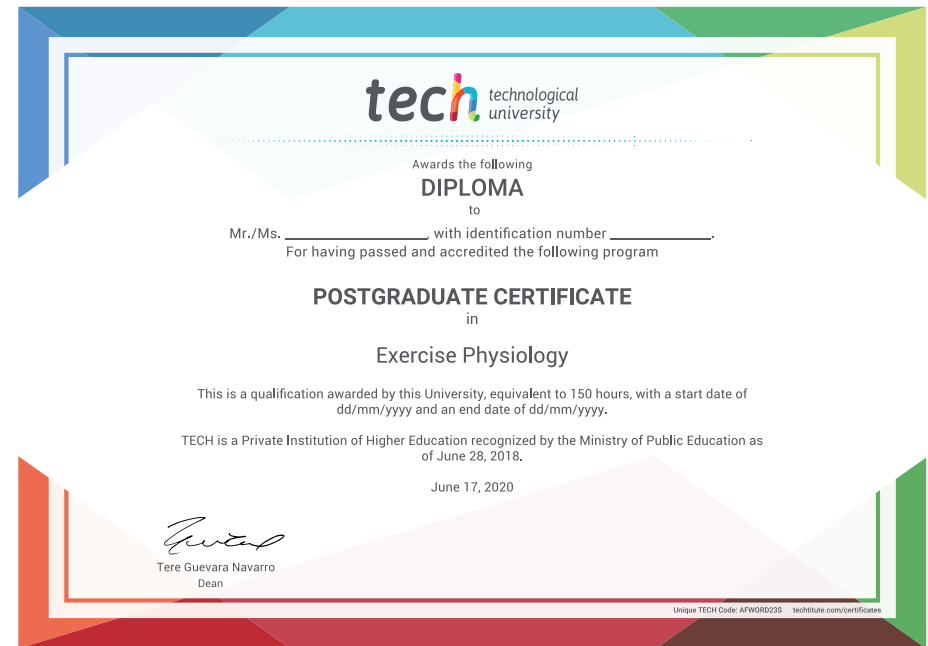 tech technological
university
Awards the following
DIPLOMA
to
Mr./Ms. ____________________, with identification number ______________.
For having passed and accredited the following program
POSTGRADUATE CERTIFICATE
in
Exercise Physiology
This is a qualification awarded by this University, equivalent to 150 hours, with a start date of
dd/mm/yyyy and an end date of dd/mm/yyyy.
TECH is a Private Institution of Higher Education recognized by the Ministry of Public Education as
of June 28, 2018.
June 17, 2020
Tere Guevara Navarro
Dean
Unique TECH Code: AFWORD23S techtitute.com/certificates